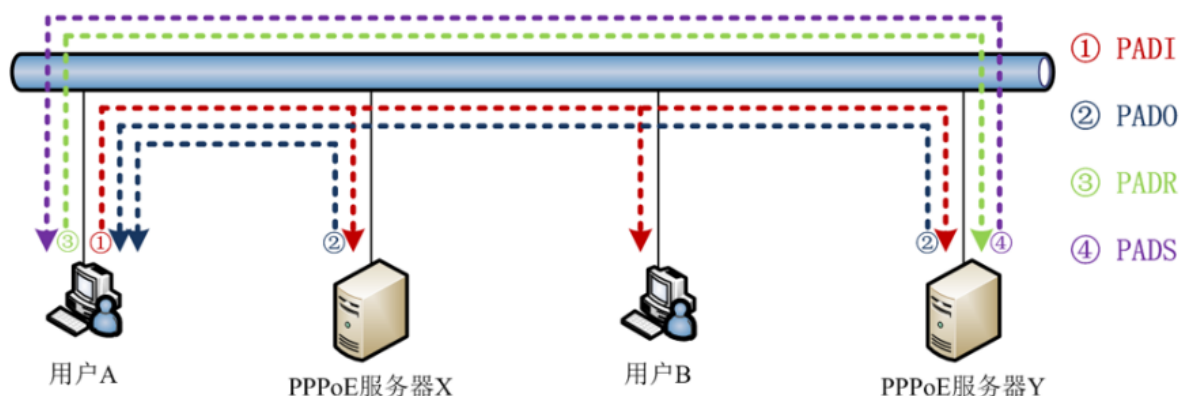 ① PADI
② PADO
③ PADR
④ PADS
③ ① ② ② ④
用户A
PPPoE服务器X
用户B
PPPoE服务器Y